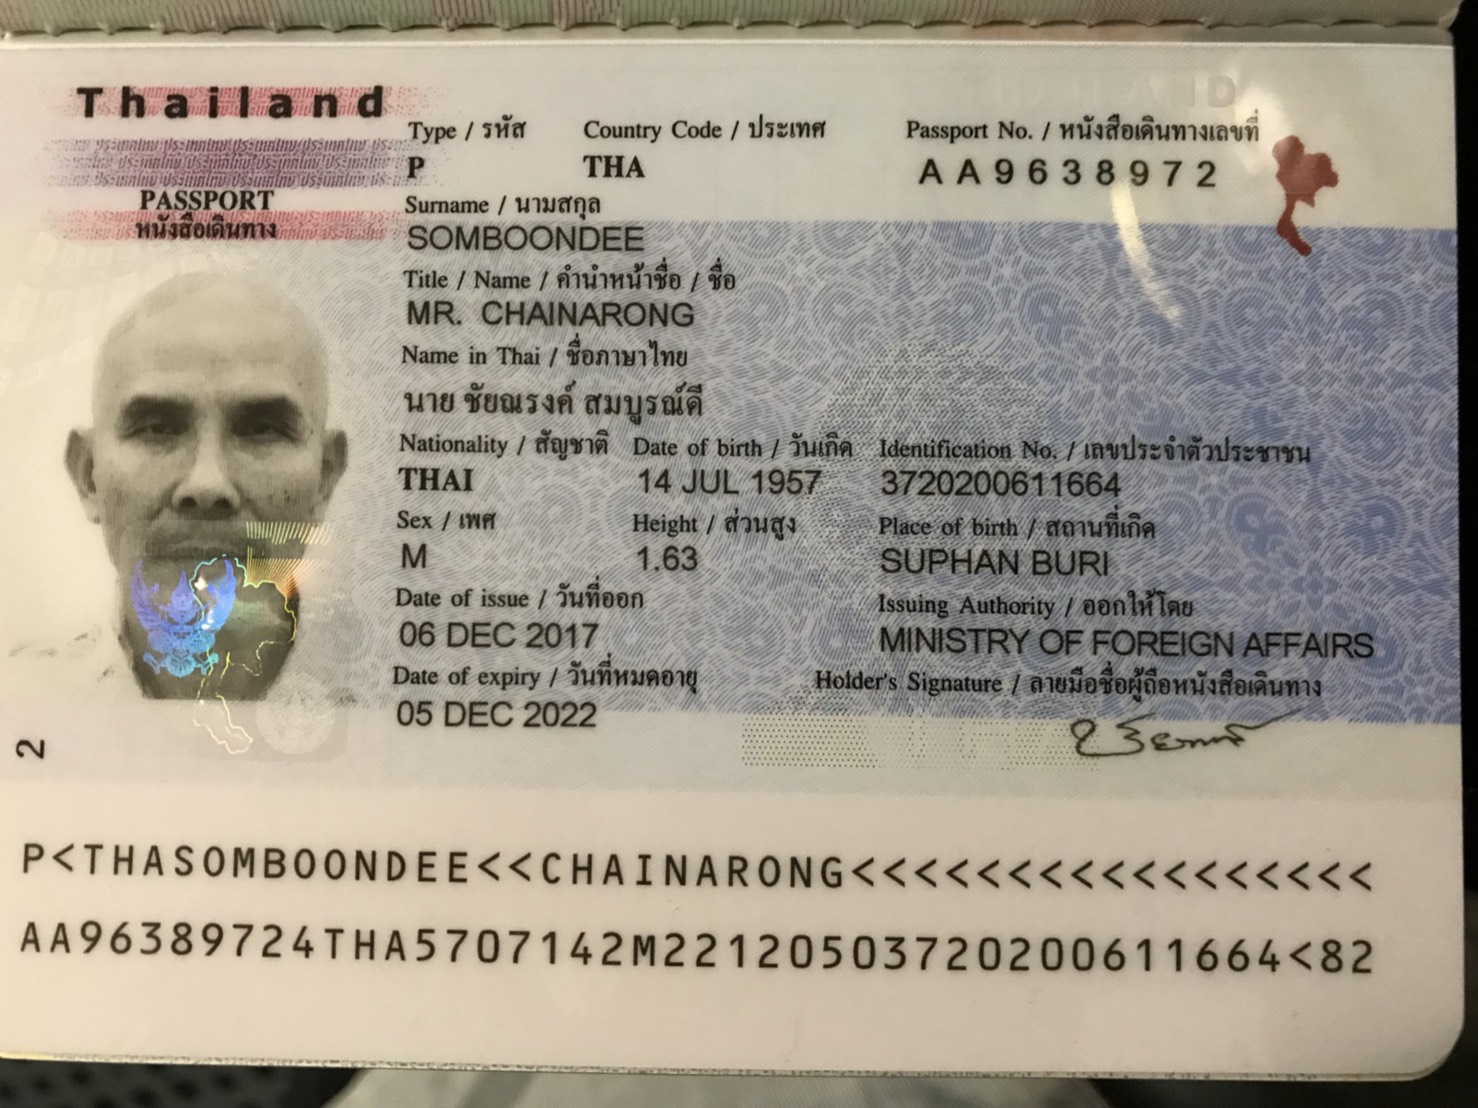 Thailand
PASSPORT
หนังสือเดินทาง
Type / รหัส Country Code / ประเทศ Passport No. / หนังสือเดินทางเลขที่
P THA AA9638972
Surname / นามสกุล
SOMBOONDEE
Title / Name / คำนำหน้าชื่อ / ชื่อ
MR. CHAINARONG
Name in Thai / ชื่อภาษาไทย
นาย ชัยณรงค์ สมบูรณ์ดี
Nationality / สัญชาติ Date of birth / วันเกิด Identification No. / เลขประจำตัวประชาชน
THAI 14 JUL 1957 3720200611664
Sex / เพศ Height / ส่วนสูง Place of birth / สถานที่เกิด
M 1.63 SUPHAN BURI
Date of issue / วันที่ออก Issuing Authority / ออกให้โดย
06 DEC 2017 MINISTRY OF FOREIGN AFFAIRS
Date of expiry / วันที่หมดอายุ Holder's Signature / ลายมือชื่อผู้ถือหนังสือเดินทาง
05 DEC 2022
2
P<THASOMBOONDEE<<CHAINARONG<<<<<<<<<<<<<<<<<
AA96389724THA5707142M22120503720200611664<82